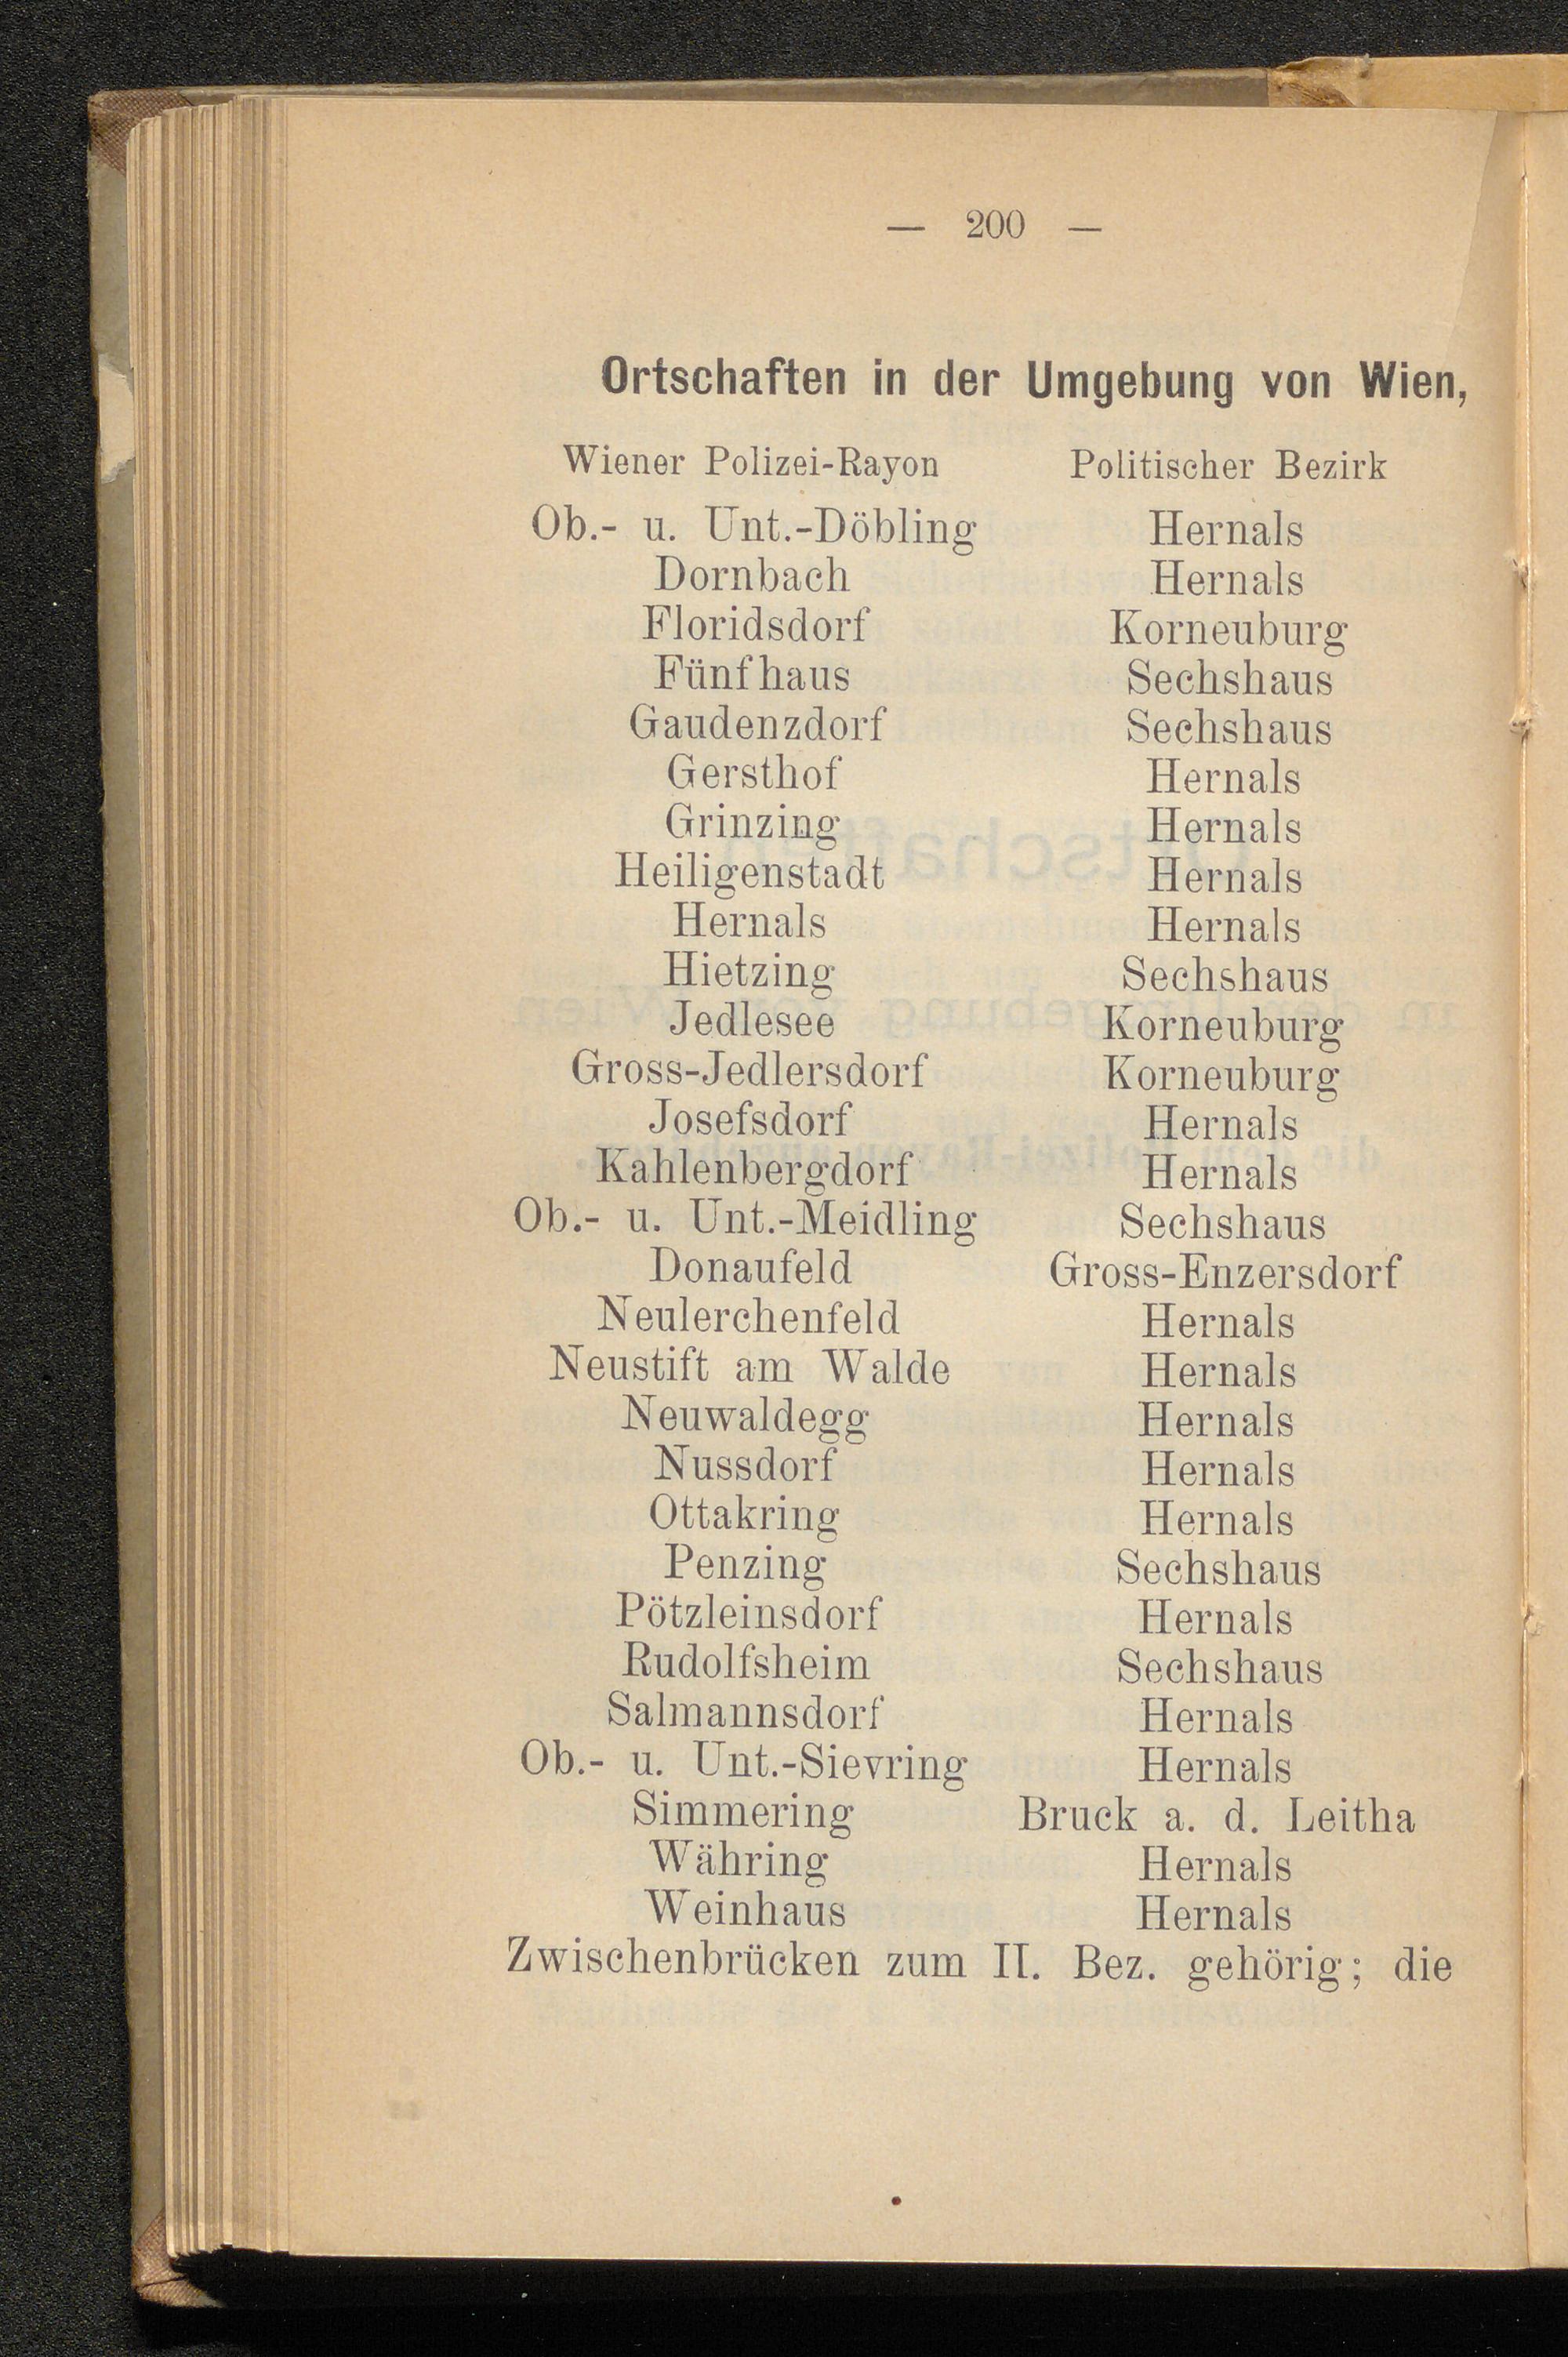 — 200 —
Ortschaften in der Umgebung von Wien,
Wiener Polizei-Rayon Politischer Bezirk
Ob.- u. Unt.-Döbling Hernals
Dornbach Hernals
Floridsdorf Korneuburg
Fünfhaus Sechshaus
Gaudenzdorf Sechshaus
Gersthof Hernals
Grinzing Hernals
Heiligenstadt Hernals
Hernals Hernals
Hietzing Sechshaus
Jedlesee Korneuburg
Gross-Jedlersdorf Korneuburg
Josefsdorf Hernals
Kahlenbergdorf Hernals
Ob.- u. Unt.-Meidling Sechshaus
Donaufeld Gross-Enzersdorf
Neulerchenfeld Hernals
Neustift am Walde Hernals
Neuwaldegg Hernals
Nussdorf Hernals
Ottakring Hernals
Penzing Sechshaus
Pötzleinsdorf Hernals
Rudolfsheim Sechshaus
Salmannsdorf Hernals
Ob.- u. Unt.-Sievring Hernals
Simmering Bruck a. d. Leitha
Währing Hernals
Weinhaus Hernals
Zwischenbrücken zum II. Bez. gehörig; die